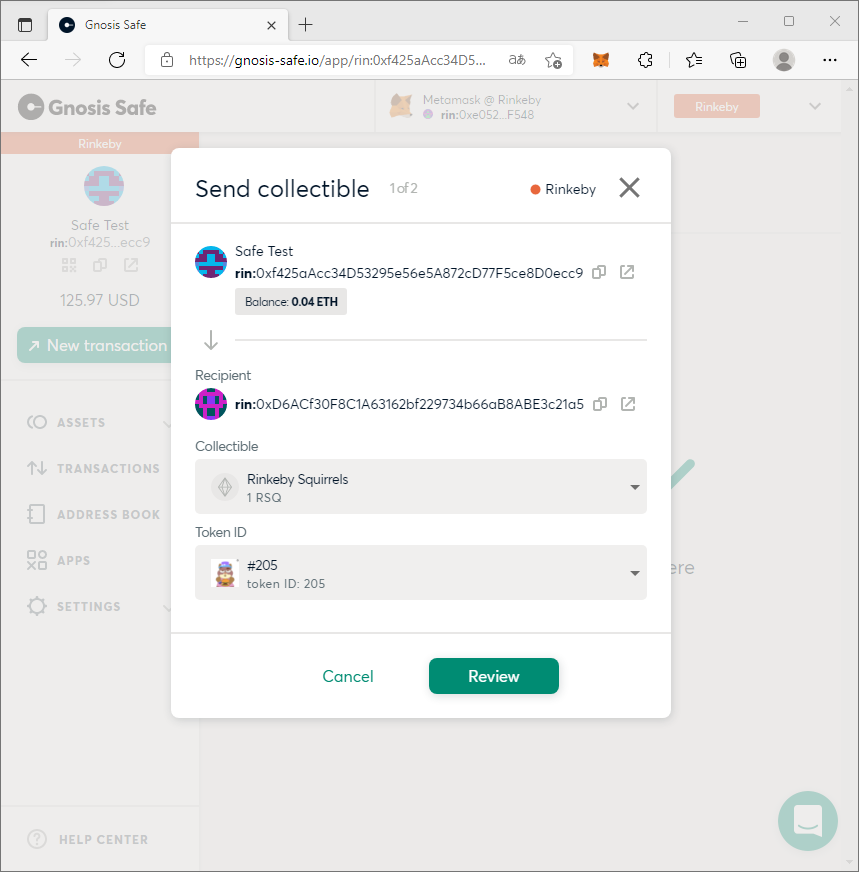 Gnosis Safe
https://gnosis-safe.io/app/rin:0xf425aAcc34D5...
Gnosis Safe
Metamask @ Rinkeby
rin:0xe052...F548
Rinkeby
Rinkeby
Safe Test
rin:0xf425...ecc9
125.97 USD
New transaction
ASSETS
TRANSACTIONS
ADDRESS BOOK
APPS
SETTINGS
HELP CENTER
Send collectible 1 of 2 Rinkeby
Safe Test
rin:0xf425aAcc34D53295e56e5A872cD77F5ce8D0ecc9
Balance: 0.04 ETH
Recipient
rin:0xD6ACf30F8C1A63162bf229734b66aB8ABE3c21a5
Collectible
Rinkeby Squirrels
1 RSQ
Token ID
#205
token ID: 205
Cancel
Review
ere